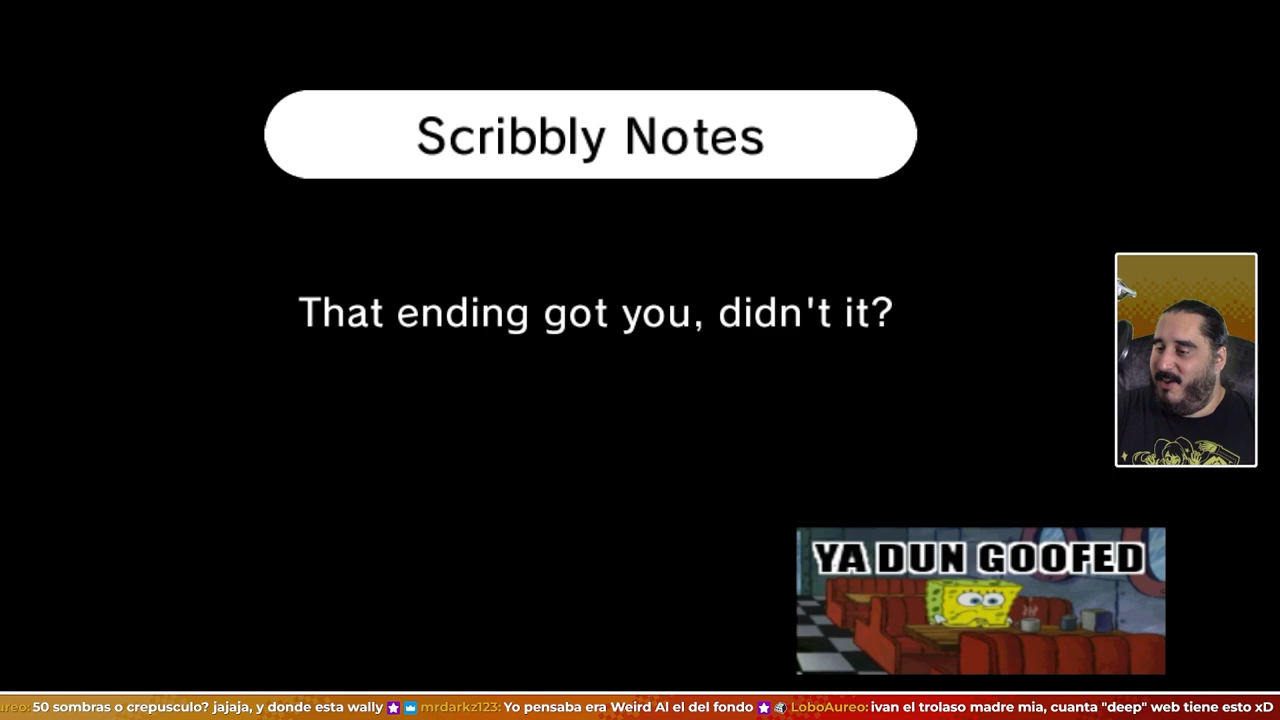 Scribbly Notes
That ending got you, didn't it?
YA DUN GOOFED
ureo: 50 sombras o crepusculo? jajaja, y donde esta wally mrdarkz123: Yo pensaba era Weird Al el del fondo LoboAureo: ivan el trolaso madre mia, cuanta "deep" web tiene esto xD